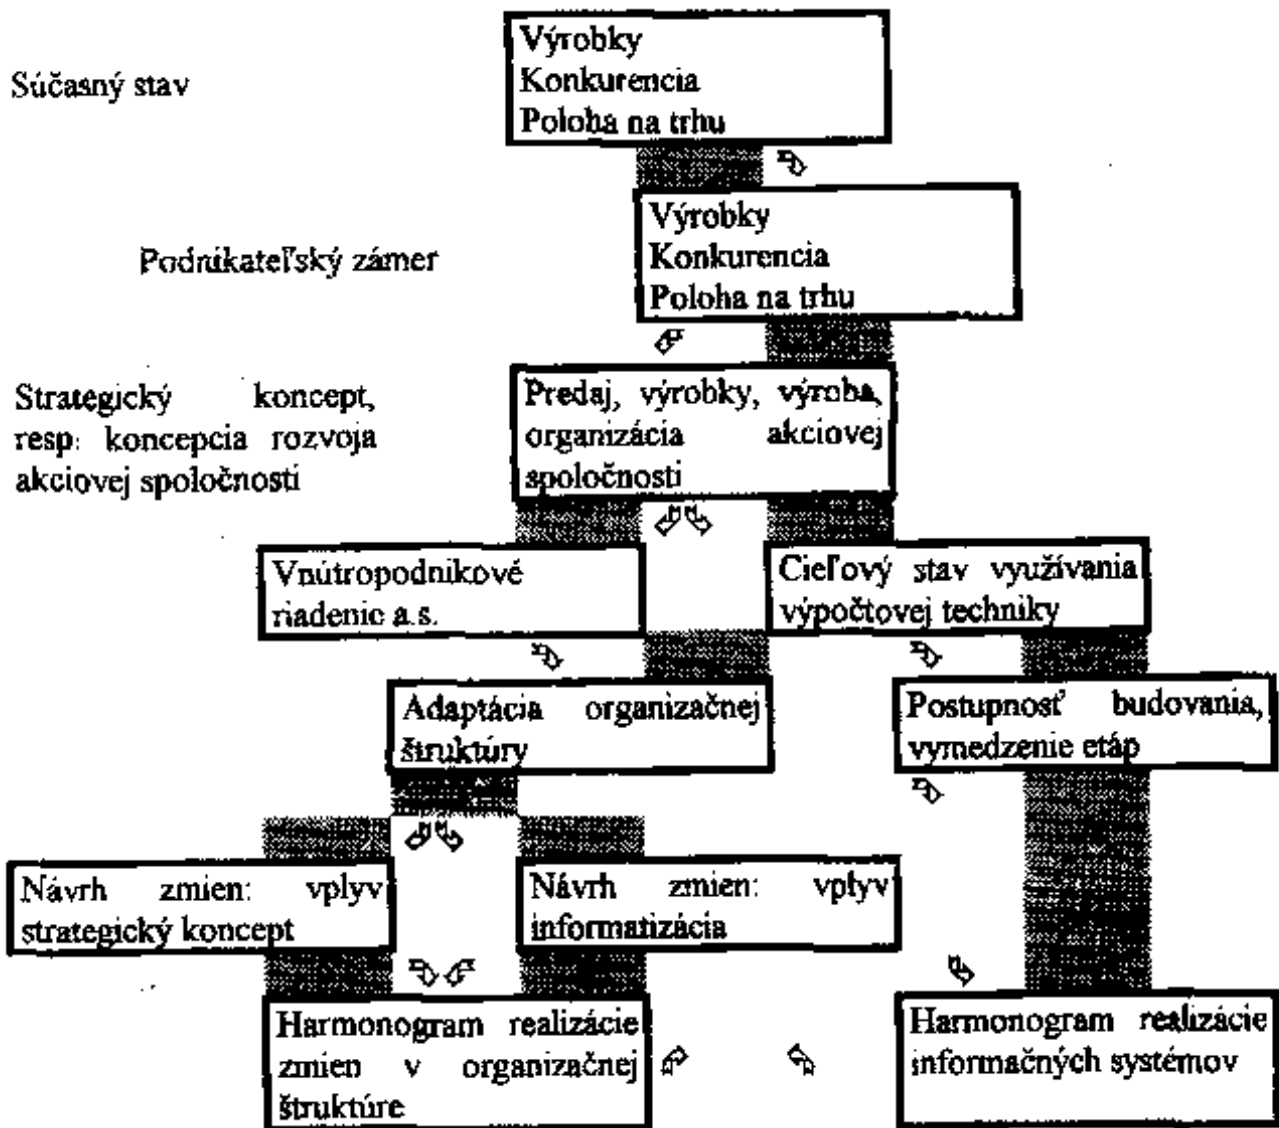 Výrobky
Konkurencia
Poloha na trhu
Súčasný stav
Výrobky
Konkurencia
Poloha na trhu
Podnikateľský zámer
Strategický koncept,
resp. koncepcia rozvoja
akciovej spoločnosti
Predaj, výrobky, výroba,
organizácia akciovej
spoločnosti
Vnútropodnikové
riadenie a.s.
Cieľový stav využívania
výpočtovej techniky
Adaptácia organizačnej
štruktúry
Postupnosť budovania,
vymedzenie etáp
Návrh zmien: vplyv
strategický koncept
Návrh zmien: vplyv
informatizácia
Harmonogram realizácie
zmien v organizačnej
štruktúre
Harmonogram realizácie
informačných systémov